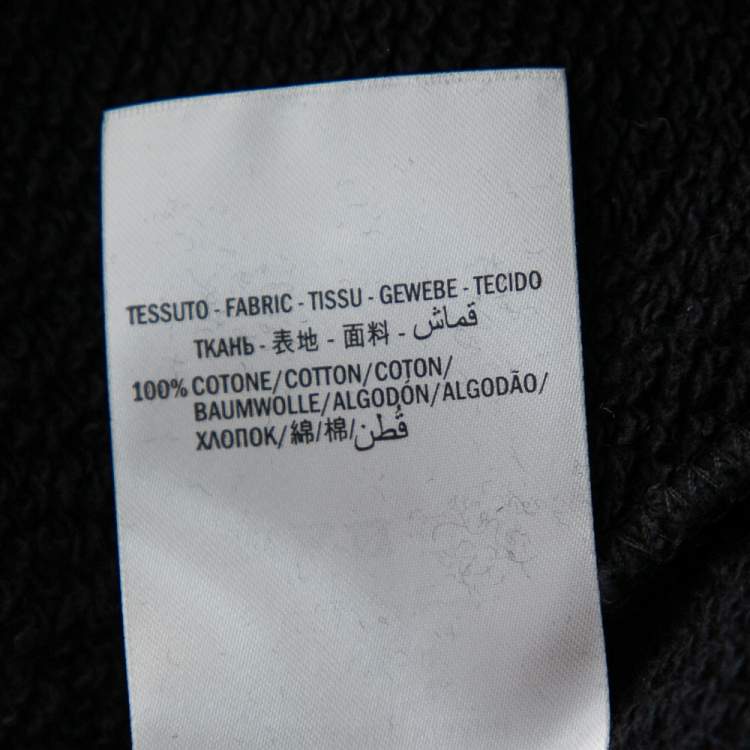 TESSUTO - FABRIC - TISSU - GEWEBE - TECIDO
ТКАНЬ - 表地 - 面料 - قماش
100% COTONE/COTTON/COTON/
BAUMWOLLE/ALGODÓN/ALGODÃO/
ХЛОПОК/綿/棉/قُطن